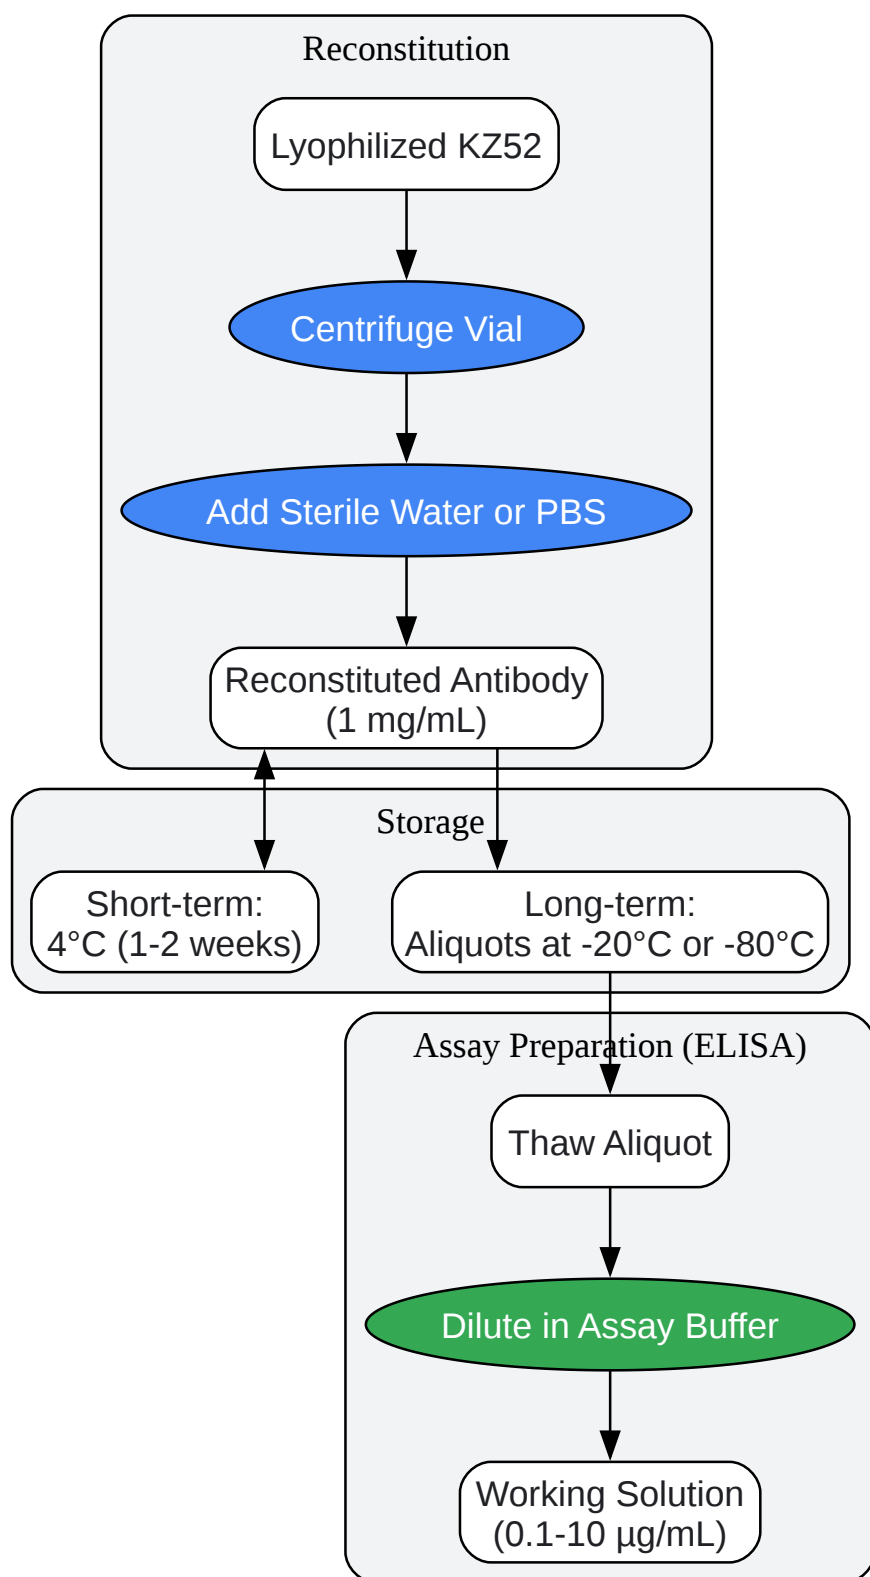 Reconstitution
Lyophilized KZ52
Centrifuge Vial
Add Sterile Water or PBS
Reconstituted Antibody
(1 mg/mL)
Storage
Short-term:
4°C (1-2 weeks)
Long-term:
Aliquots at -20°C or -80°C
Assay Preparation (ELISA)
Thaw Aliquot
Dilute in Assay Buffer
Working Solution
(0.1-10 µg/mL)